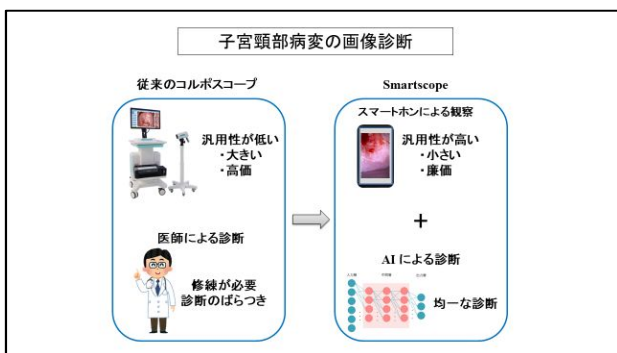 子宮頸部病変の画像診断
従来のコルポスコープ
汎用性が低い
・大きい
・高価
医師による診断
修練が必要
診断のばらつき
Smartscope
スマートホンによる観察
汎用性が高い
・小さい
・廉価
+
AI による診断
均一な診断